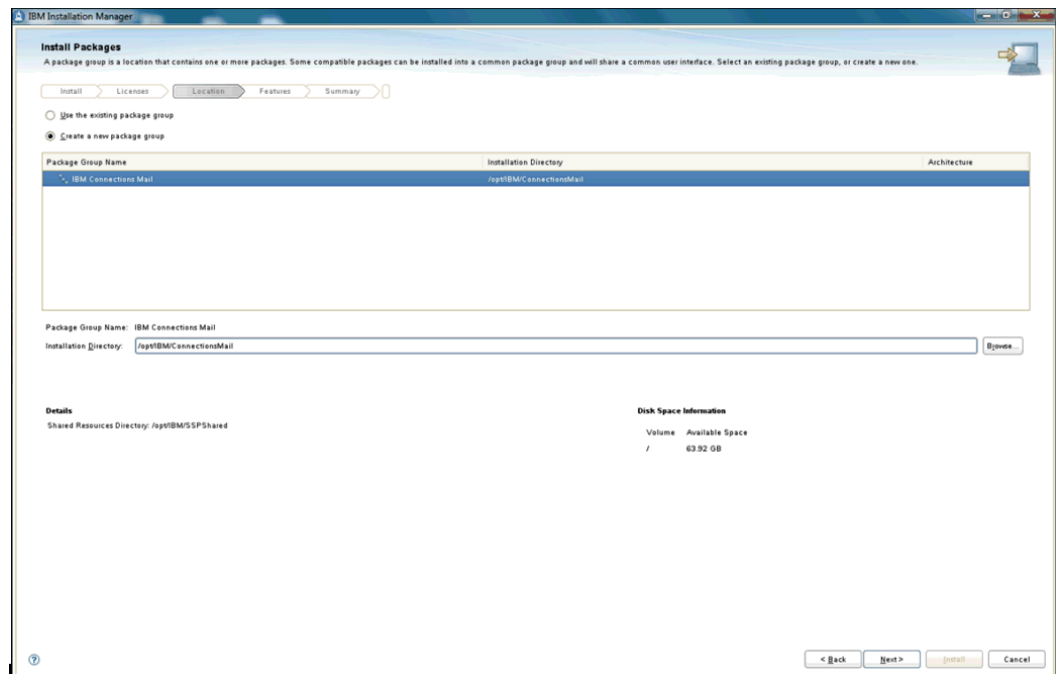 IBM Installation Manager
Install Packages
A package group is a location that contains one or more packages. Some compatible packages can be installed into a common package group and will share a common user interface. Select an existing package group, or create a new one.
Install Licenses Location Features Summary
Use the existing package group
Create a new package group
Package Group Name Installation Directory Architecture
IBM Connections Mail /opt/IBM/ConnectionsMail
Package Group Name: IBM Connections Mail
Installation Directory: /opt/IBM/ConnectionsMail Browse...
Details Disk Space Information
Shared Resources Directory: /opt/IBM/SSPShared
Volume Available Space
/ 63.92 GB
? < Back Next > Install Cancel